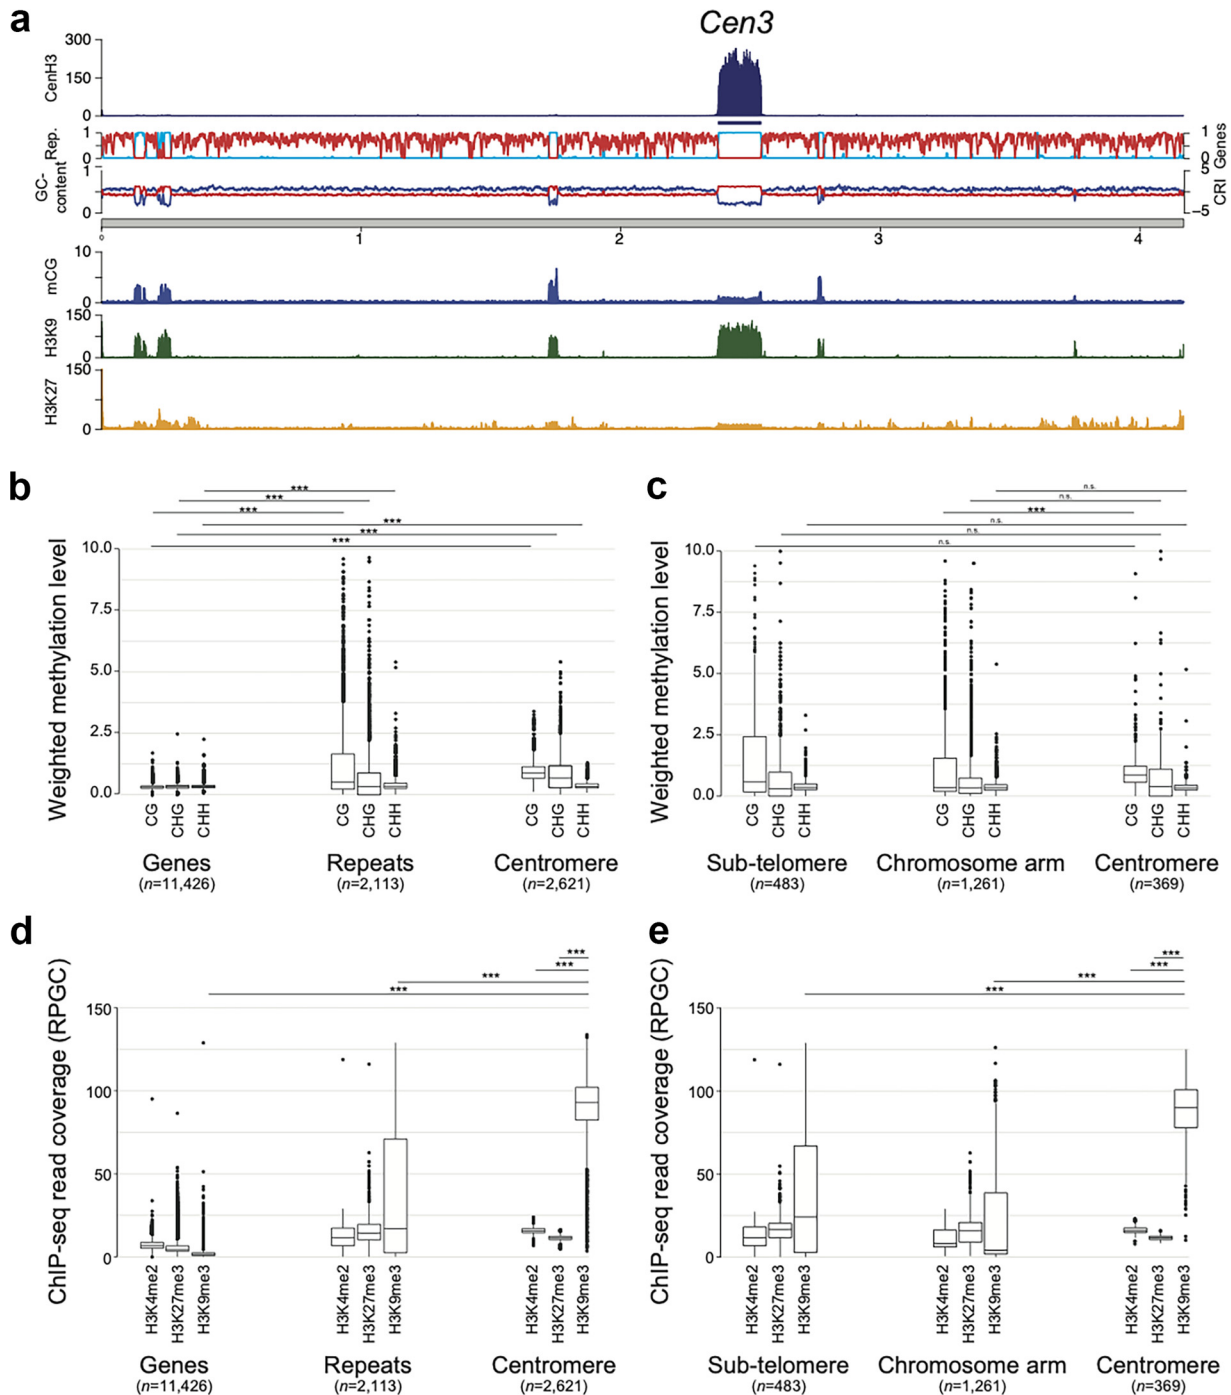 a
Cen3
CenH3
300
150
0
Rep.
1
0
1
0
Genes
GC-
content
1
0
5
−5
CRI
0
1
2
3
4
mCG
10
0
H3K9
150
0
H3K27
150
0
b
***
***
***
***
***
***
Weighted methylation level
10.0
7.5
5.0
2.5
0.0
CG
CHG
CHH
CG
CHG
CHH
CG
CHG
CHH
Genes
Repeats
Centromere
(n=11,426)
(n=2,113)
(n=2,621)
c
n.s.
n.s.
***
n.s.
n.s.
n.s.
Weighted methylation level
10.0
7.5
5.0
2.5
0.0
CG
CHG
CHH
CG
CHG
CHH
CG
CHG
CHH
Sub-telomere
Chromosome arm
Centromere
(n=483)
(n=1,261)
(n=369)
d
***
***
***
***
ChIP-seq read coverage (RPGC)
150
100
50
0
H3K4me2
H3K27me3
H3K9me3
H3K4me2
H3K27me3
H3K9me3
H3K4me2
H3K27me3
H3K9me3
Genes
Repeats
Centromere
(n=11,426)
(n=2,113)
(n=2,621)
e
***
***
***
***
ChIP-seq read coverage (RPGC)
150
100
50
0
H3K4me2
H3K27me3
H3K9me3
H3K4me2
H3K27me3
H3K9me3
H3K4me2
H3K27me3
H3K9me3
Sub-telomere
Chromosome arm
Centromere
(n=483)
(n=1,261)
(n=369)